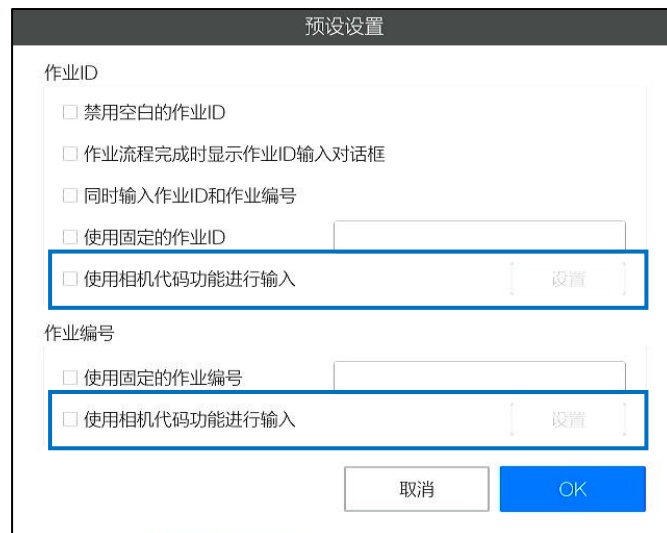 预设设置
作业ID
禁用空白的作业ID
作业流程完成时显示作业ID输入对话框
同时输入作业ID和作业编号
使用固定的作业ID
使用相机代码功能进行输入 设置
作业编号
使用固定的作业编号
使用相机代码功能进行输入 设置
取消 OK